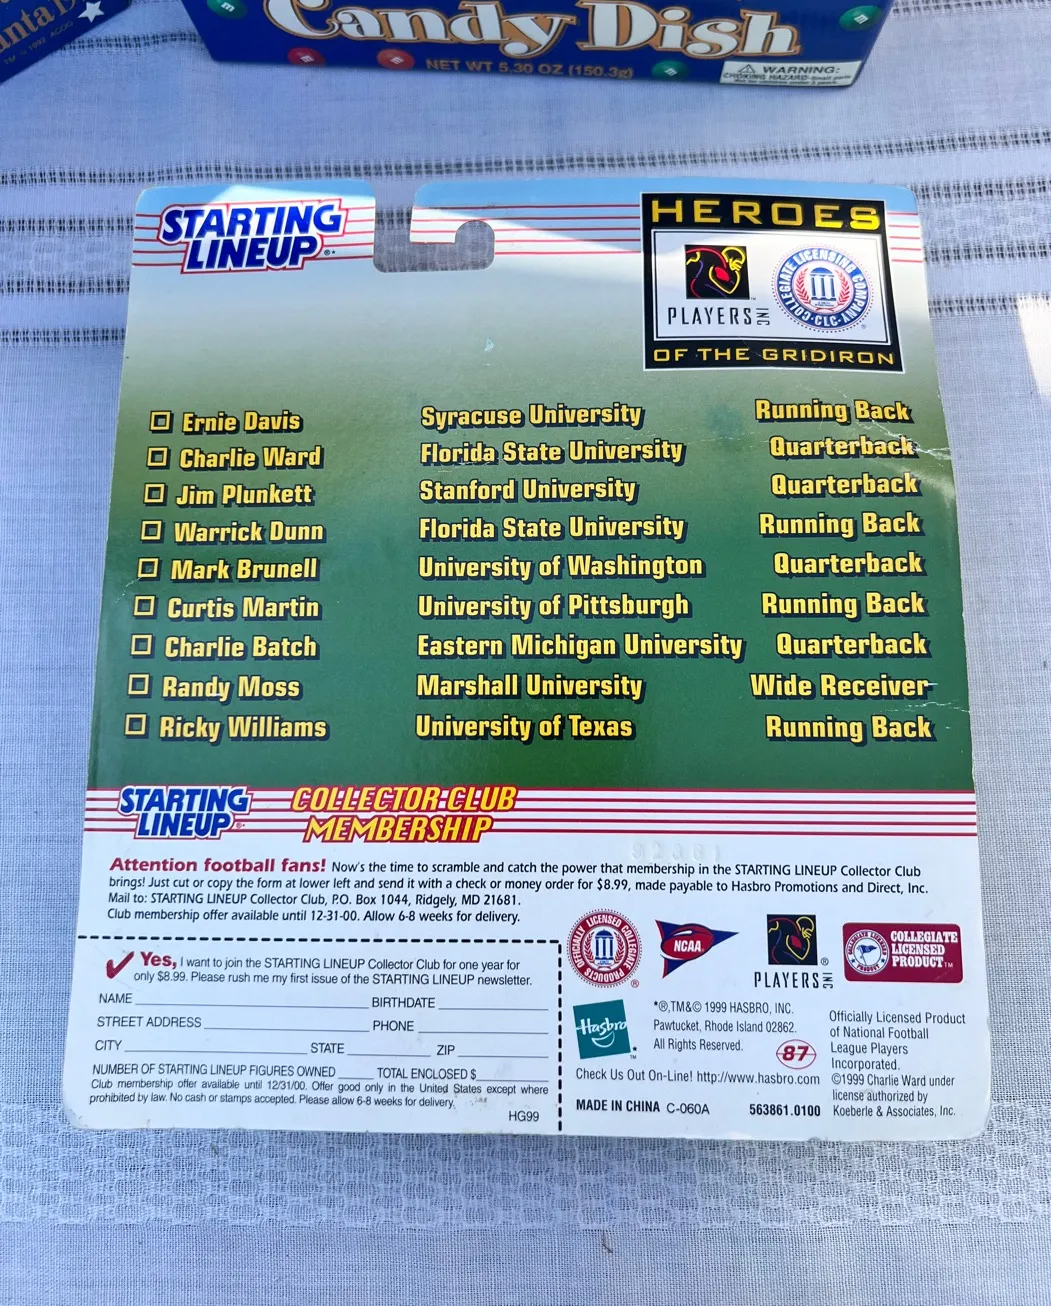 Candy Dish
NET WT 5.30 OZ (150.3g)
WARNING:
CHOKING HAZARD-Small parts
STARTING
LINEUP
HEROES
PLAYERS INC
COLLEGIATE LICENSING COMPANY
CLC
OF THE GRIDIRON
Ernie Davis Syracuse University Running Back
Charlie Ward Florida State University Quarterback
Jim Plunkett Stanford University Quarterback
Warrick Dunn Florida State University Running Back
Mark Brunell University of Washington Quarterback
Curtis Martin University of Pittsburgh Running Back
Charlie Batch Eastern Michigan University Quarterback
Randy Moss Marshall University Wide Receiver
Ricky Williams University of Texas Running Back
STARTING
LINEUP
COLLECTOR CLUB
MEMBERSHIP
Attention football fans! Now's the time to scramble and catch the power that membership in the STARTING LINEUP Collector Club
brings! Just cut or copy the form at lower left and send it with a check or money order for $8.99, made payable to Hasbro Promotions and Direct, Inc.
Mail to: STARTING LINEUP Collector Club, P.O. Box 1044, Ridgely, MD 21681.
Club membership offer available until 12-31-00. Allow 6-8 weeks for delivery.
Yes, I want to join the STARTING LINEUP Collector Club for one year for
only $8.99. Please rush me my first issue of the STARTING LINEUP newsletter.
NAME BIRTHDATE
STREET ADDRESS PHONE
CITY STATE ZIP
NUMBER OF STARTING LINEUP FIGURES OWNED TOTAL ENCLOSED $
Club membership offer available until 12/31/00. Offer good only in the United States except where
prohibited by law. No cash or stamps accepted. Please allow 6-8 weeks for delivery.
HG99
OFFICIALLY LICENSED COLLEGIATE PRODUCTS
NCAA
PLAYERS INC
COLLEGIATE
LICENSED
PRODUCT™
Hasbro
*®,TM&© 1999 HASBRO, INC.
Pawtucket, Rhode Island 02862.
All Rights Reserved.
87
Check Us Out On-Line! http://www.hasbro.com
MADE IN CHINA C-060A 563861.0100
Officially Licensed Product
of National Football
League Players
Incorporated.
©1999 Charlie Ward under
license authorized by
Koeberle & Associates, Inc.